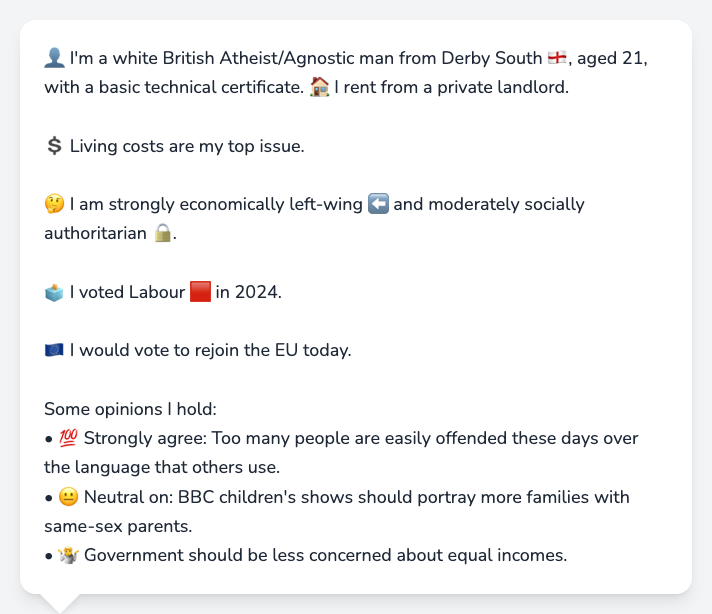 👤 I'm a white British Atheist/Agnostic man from Derby South 🏴󠁧󠁢󠁥󠁮󠁧󠁿, aged 21,
with a basic technical certificate. 🏠 I rent from a private landlord.
💲 Living costs are my top issue.
🤔 I am strongly economically left-wing ⬅️ and moderately socially
authoritarian 🔒.
🗳️ I voted Labour 🟥 in 2024.
🇪🇺 I would vote to rejoin the EU today.
Some opinions I hold:
• 💯 Strongly agree: Too many people are easily offended these days over
the language that others use.
• 😐 Neutral on: BBC children's shows should portray more families with
same-sex parents.
• 🤷 Government should be less concerned about equal incomes.